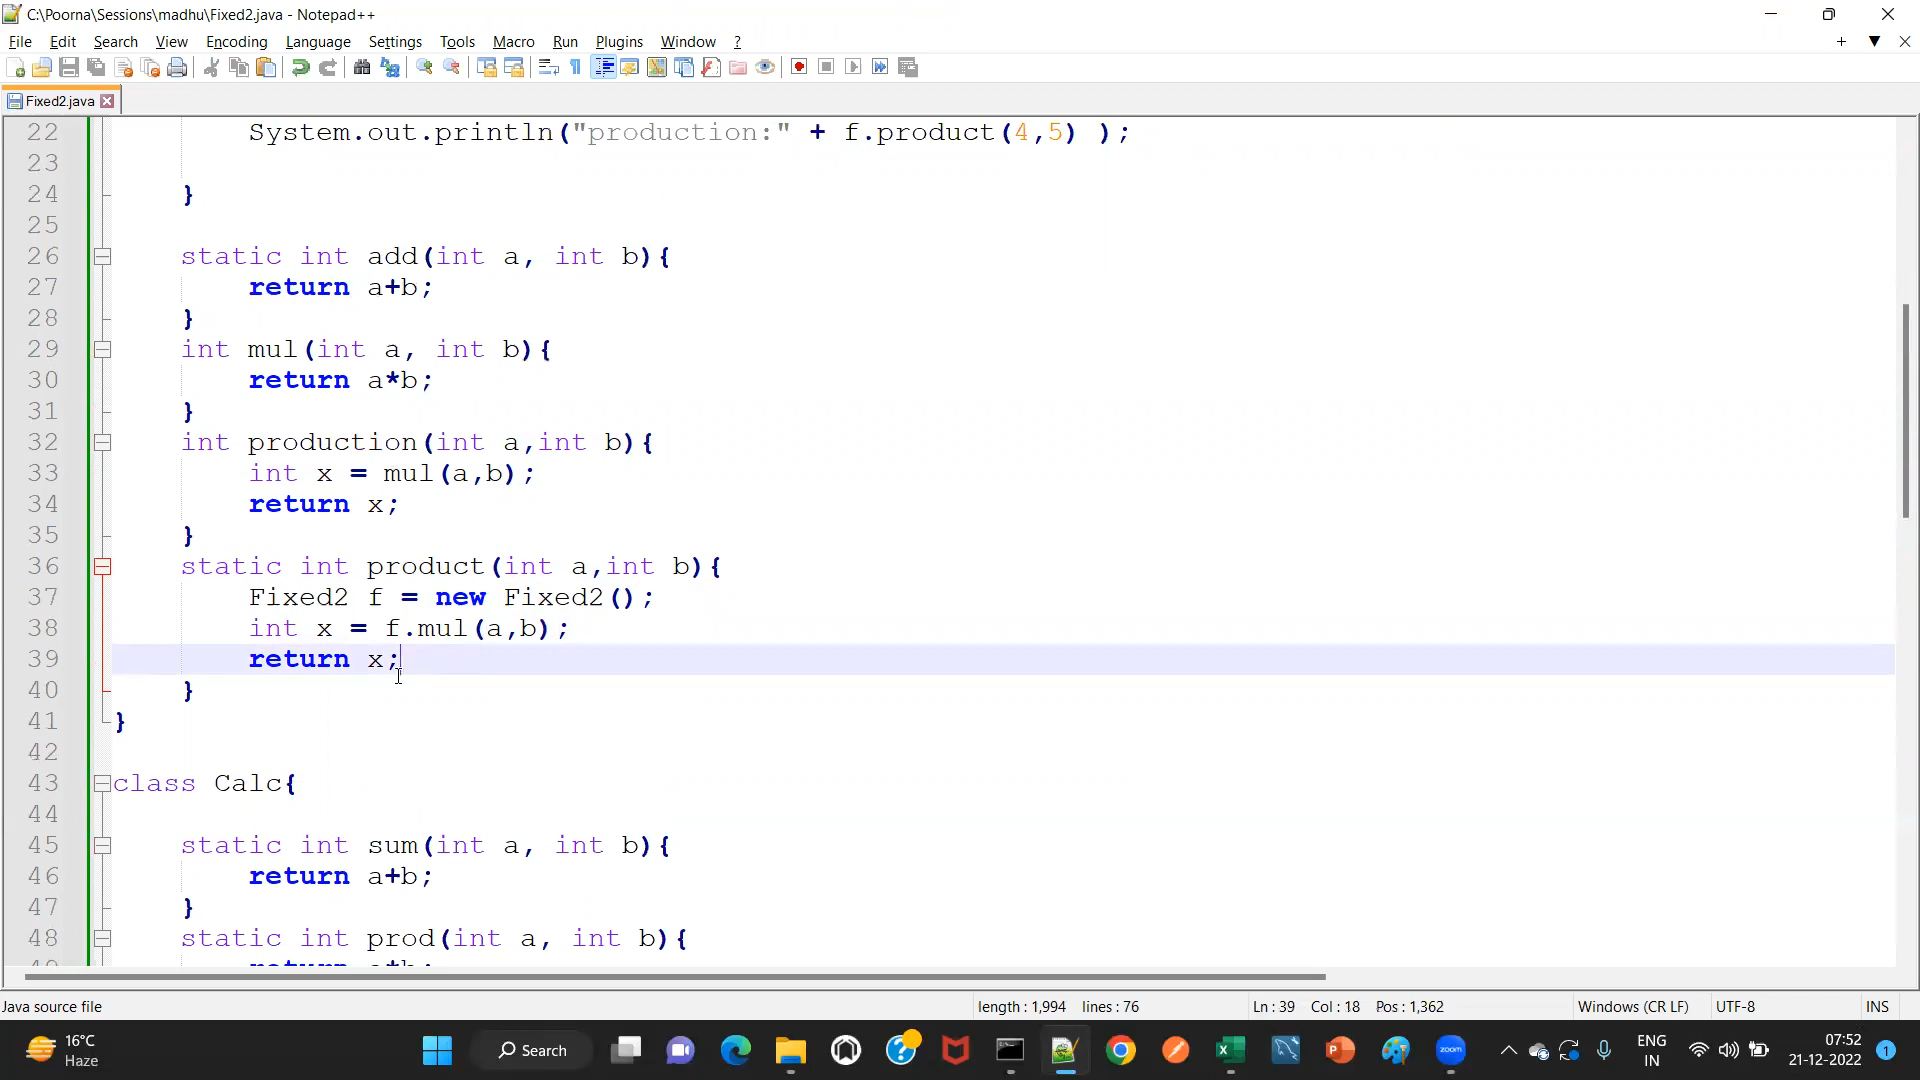 C:\Poorna\Sessions\madhu\Fixed2.java - Notepad++
File Edit Search View Encoding Language Settings Tools Macro Run Plugins Window ?
Fixed2.java
22 System.out.println("production:" + f.product(4,5) );
23
24 }
25
26 static int add(int a, int b){
27 return a+b;
28 }
29 int mul(int a, int b){
30 return a*b;
31 }
32 int production(int a,int b){
33 int x = mul(a,b);
34 return x;
35 }
36 static int product(int a,int b){
37 Fixed2 f = new Fixed2();
38 int x = f.mul(a,b);
39 return x;
40 }
41 }
42
43 class Calc{
44
45 static int sum(int a, int b){
46 return a+b;
47 }
48 static int prod(int a, int b){
Java source file length : 1,994 lines : 76 Ln : 39 Col : 18 Pos : 1,362 Windows (CR LF) UTF-8 INS
16°C
Haze
Search
zoom
ENG
IN
07:52
21-12-2022
1